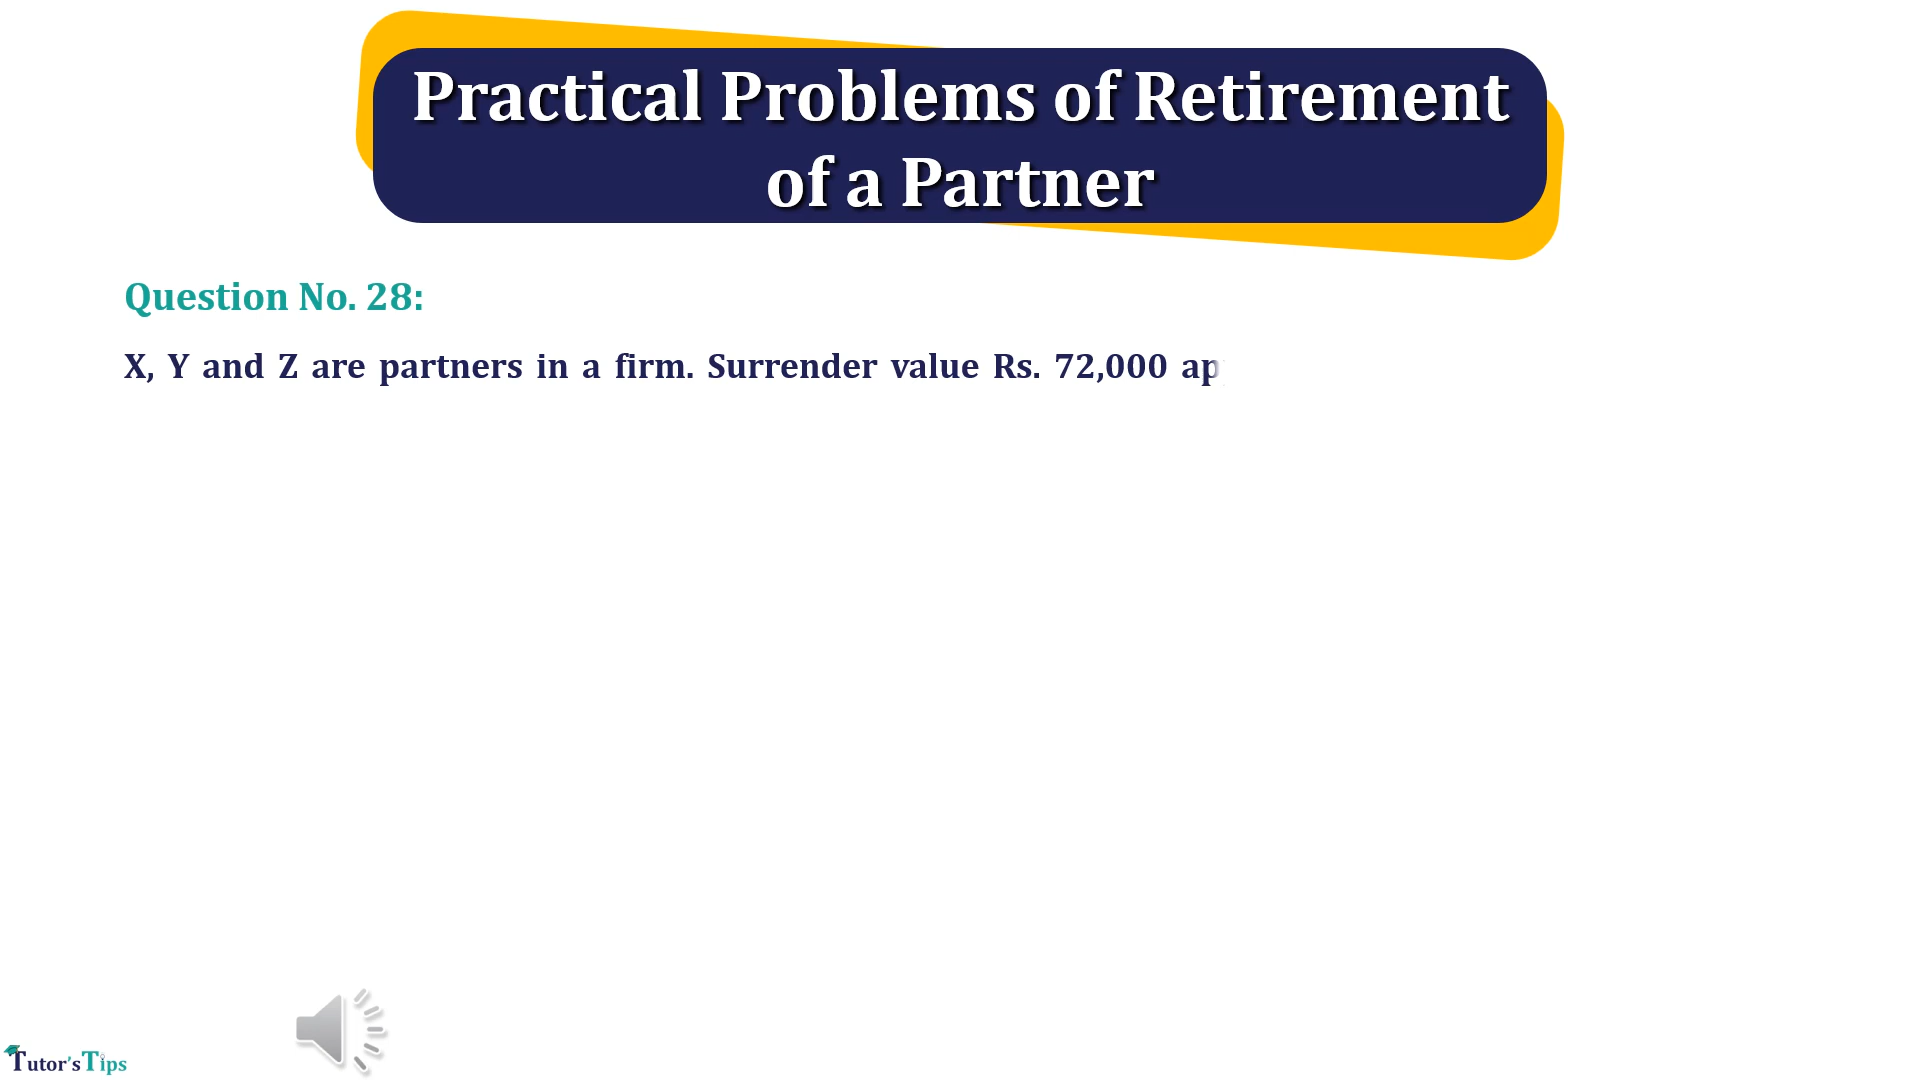 Practical Problems of Retirement
of a Partner
Question No. 28:
X, Y and Z are partners in a firm. Surrender value Rs. 72,000
Tutor'sTips